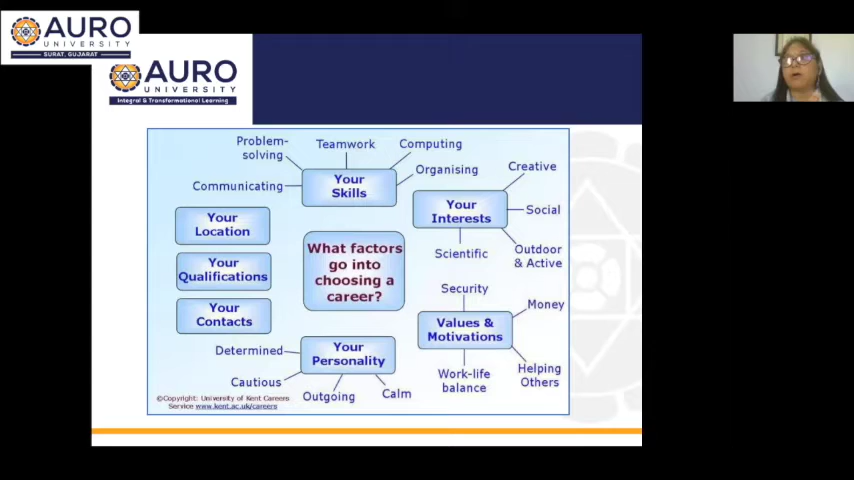 AURO
UNIVERSITY
SURAT, GUJARAT
AURO
UNIVERSITY
Integral & Transformational Learning
Problem-
solving
Teamwork
Computing
Communicating
Your
Skills
Organising
Creative
Your
Interests
Social
Scientific
Outdoor
& Active
Your
Location
Your
Qualifications
Your
Contacts
What factors
go into
choosing a
career?
Security
Money
Values &
Motivations
Work-life
balance
Helping
Others
Your
Personality
Determined
Cautious
Outgoing
Calm
©Copyright: University of Kent Careers
Service www.kent.ac.uk/careers